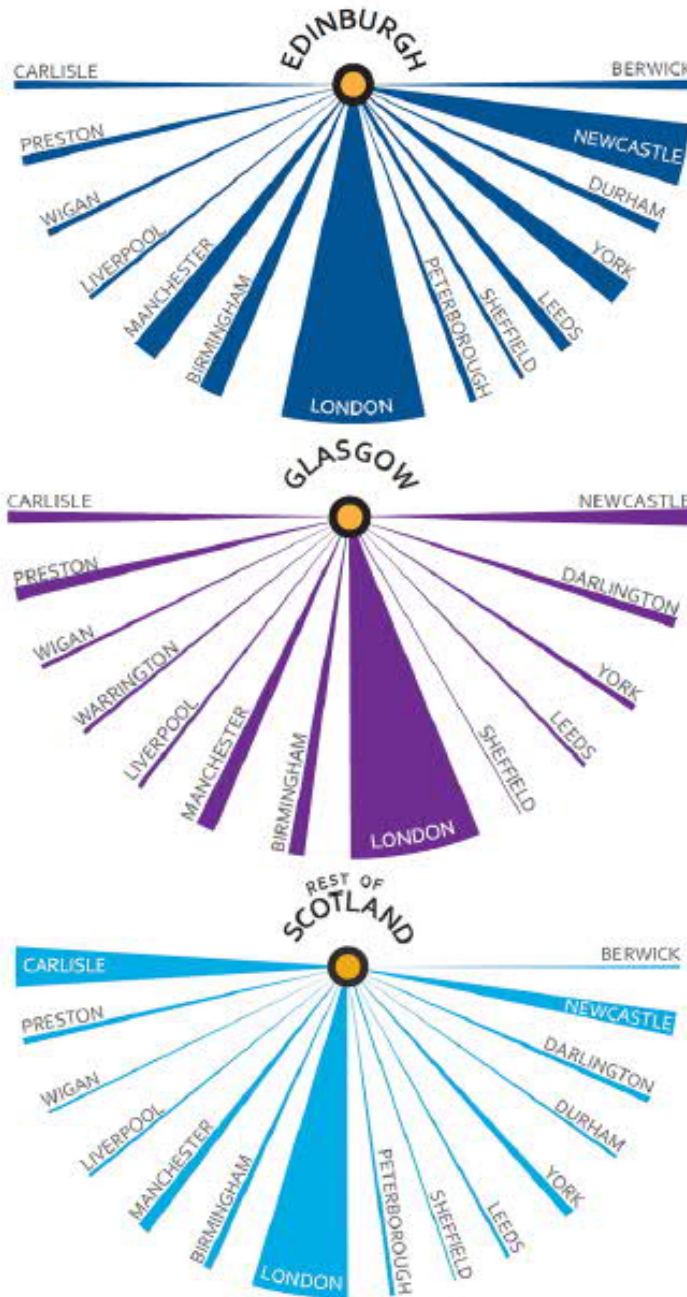 EDINBURGH
CARLISLE
BERWICK
PRESTON
NEWCASTLE
WIGAN
DURHAM
LIVERPOOL
YORK
MANCHESTER
LEEDS
BIRMINGHAM
SHEFFIELD
PETERBOROUGH
LONDON
GLASGOW
CARLISLE
NEWCASTLE
PRESTON
DARLINGTON
WIGAN
YORK
WARRINGTON
LEEDS
LIVERPOOL
SHEFFIELD
MANCHESTER
BIRMINGHAM
LONDON
REST OF
SCOTLAND
CARLISLE
BERWICK
PRESTON
NEWCASTLE
WIGAN
DARLINGTON
LIVERPOOL
DURHAM
MANCHESTER
YORK
BIRMINGHAM
LEEDS
PETERBOROUGH
SHEFFIELD
LONDON